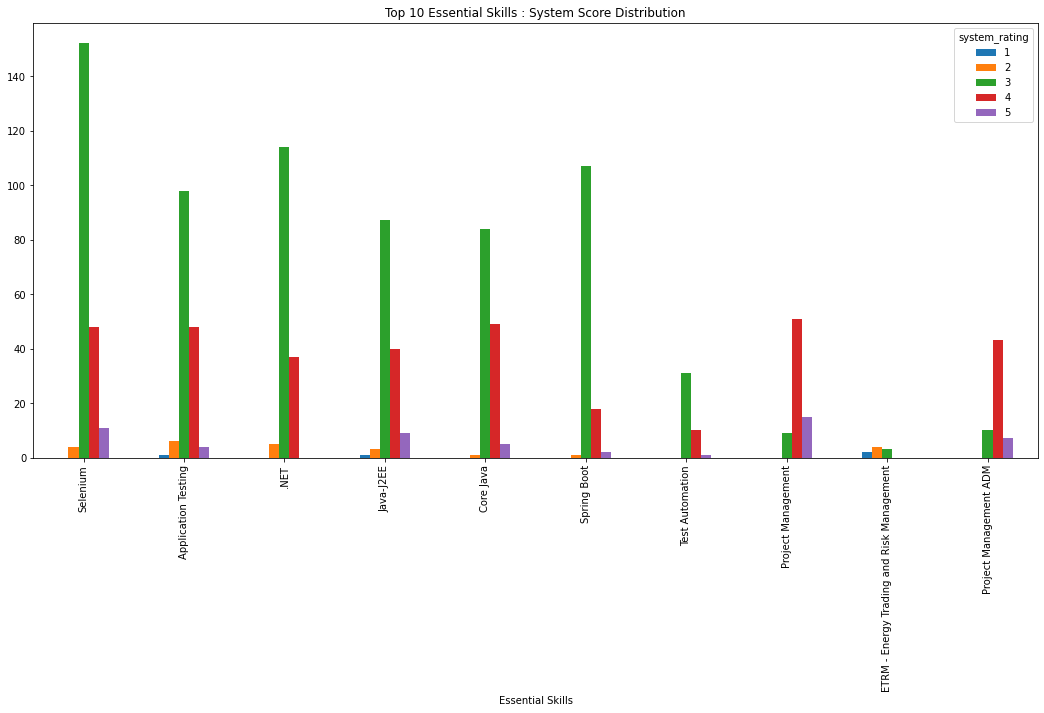 Top 10 Essential Skills : System Score Distribution
system_rating
1
2
3
4
5
140
120
100
80
60
40
20
0
Selenium
Application Testing
.NET
Java-J2EE
Core Java
Spring Boot
Test Automation
Project Management
ETRM - Energy Trading and Risk Management
Project Management ADM
Essential Skills